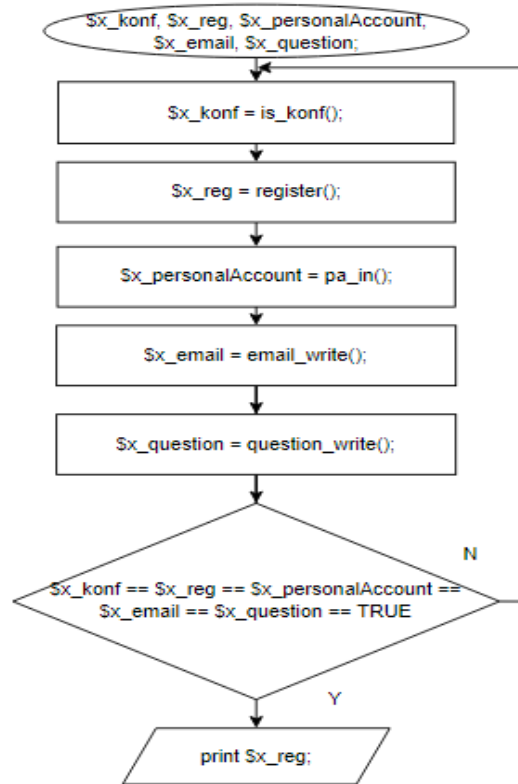 $x_konf, $x_reg, $x_personalAccount,
$x_email, $x_question;
$x_konf = is_konf();
$x_reg = register();
$x_personalAccount = pa_in();
$x_email = email_write();
$x_question = question_write();
$x_konf == $x_reg == $x_personalAccount ==
$x_email == $x_question == TRUE
N
Y
print $x_reg;